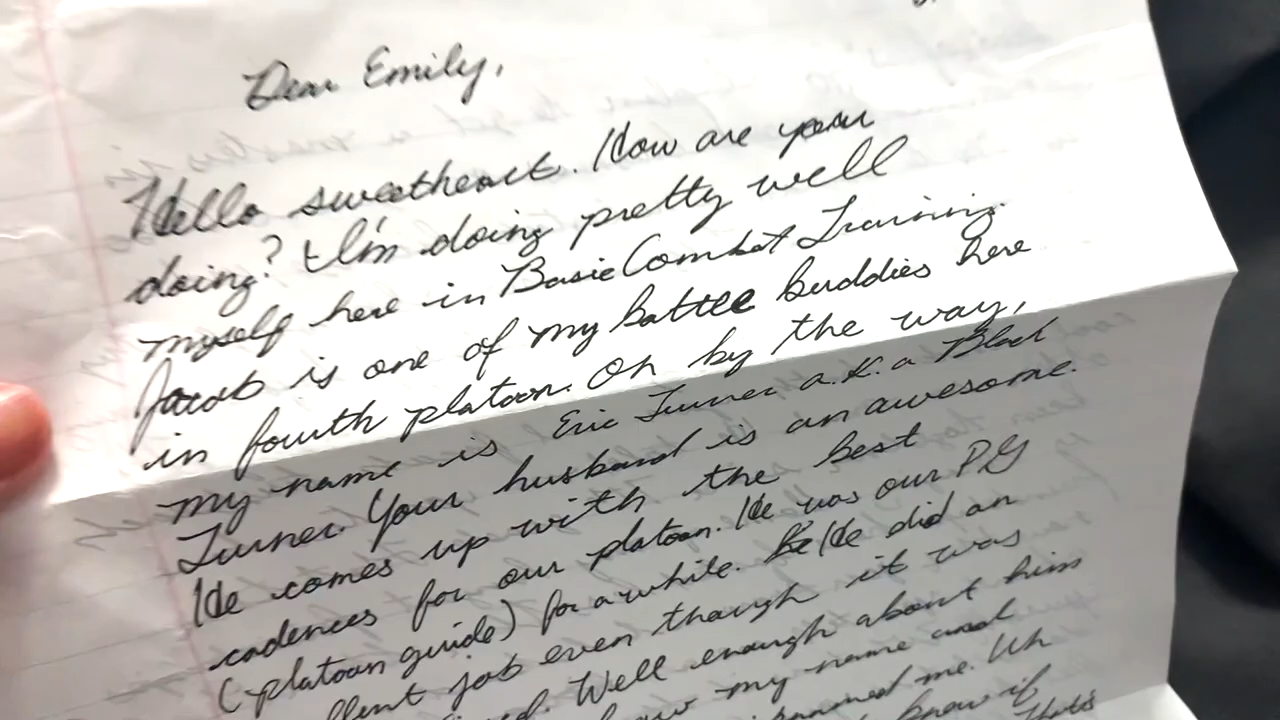 Dear Emily,
Hello sweetheart. How are you
doing? I'm doing pretty well
myself here in Basic Combat Training.
Jacob is one of my battle buddies here
in fourth platoon. Oh by the way,
my name is Eric Turner a.k.a Black
Turner. Your husband is an awesome.
He comes up with the best
cadences for our platoon. He was our PG
(platoon guide) for a while. He did an
job even though it was
Well enough about him
my name and
me. Uh
know if